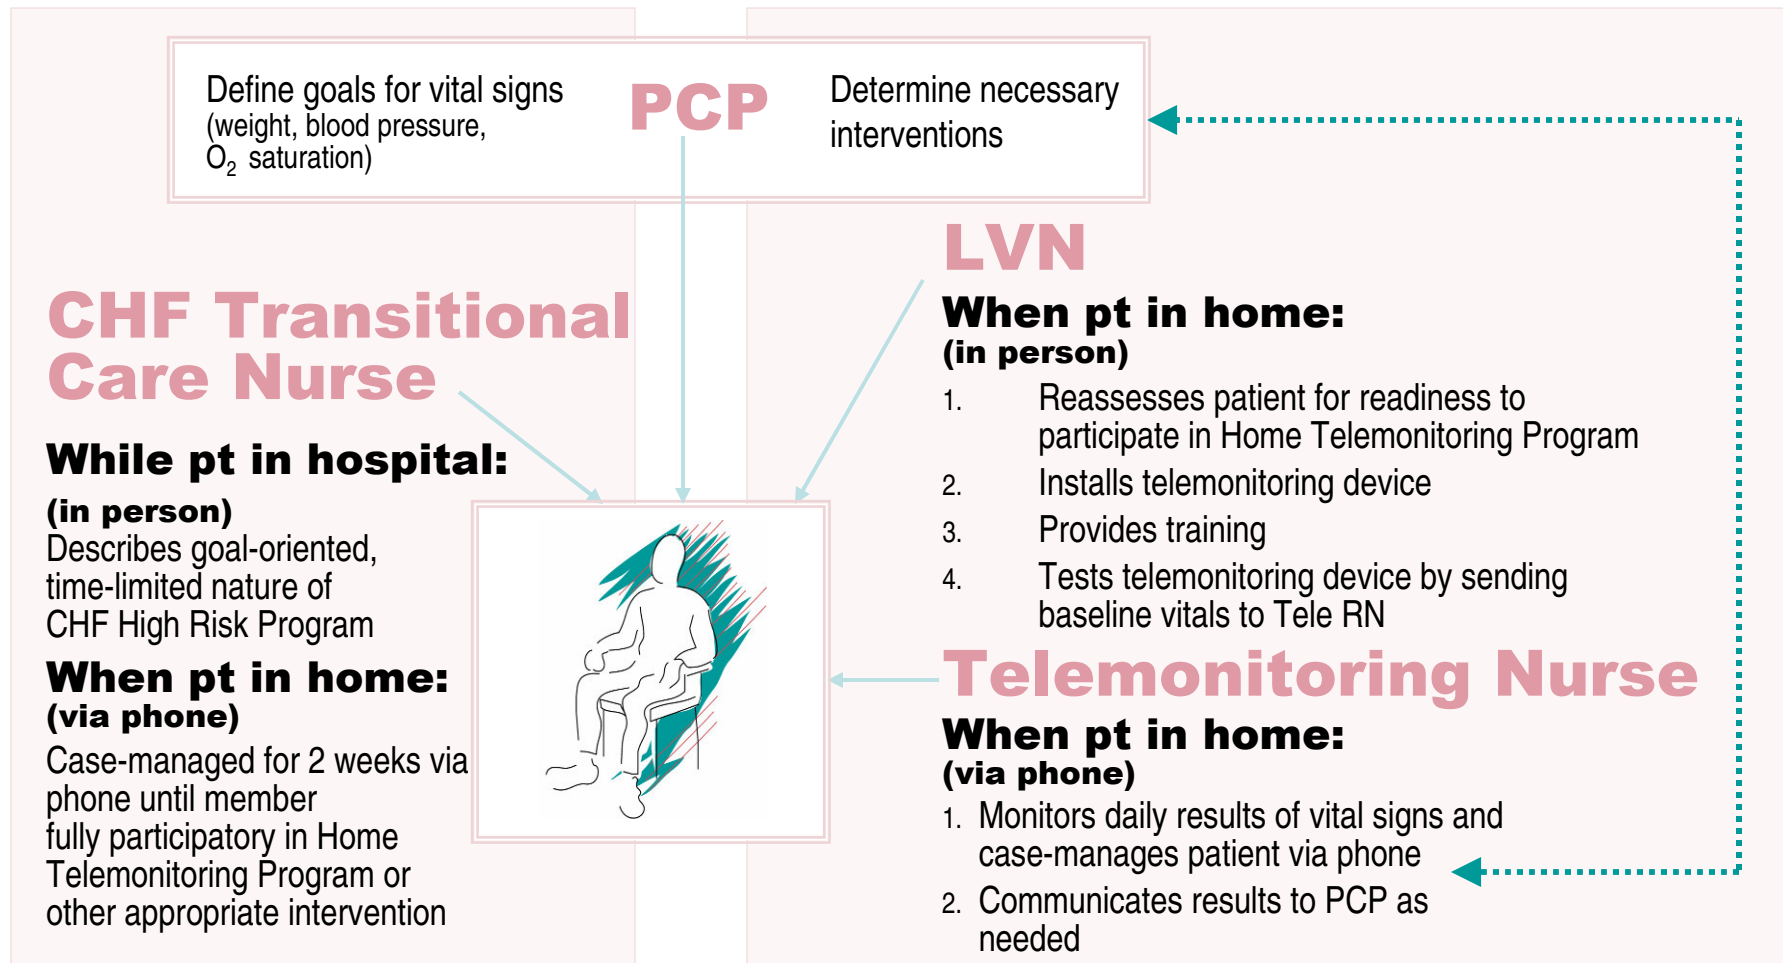 Define goals for vital signs
(weight, blood pressure,
O₂ saturation)
PCP
Determine necessary
interventions
CHF Transitional
Care Nurse
While pt in hospital:
(in person)
Describes goal-oriented,
time-limited nature of
CHF High Risk Program
When pt in home:
(via phone)
Case-managed for 2 weeks via
phone until member
fully participatory in Home
Telemonitoring Program or
other appropriate intervention
LVN
When pt in home:
(in person)
1. Reassesses patient for readiness to
participate in Home Telemonitoring Program
2. Installs telemonitoring device
3. Provides training
4. Tests telemonitoring device by sending
baseline vitals to Tele RN
Telemonitoring Nurse
When pt in home:
(via phone)
1. Monitors daily results of vital signs and
case-manages patient via phone
2. Communicates results to PCP as
needed